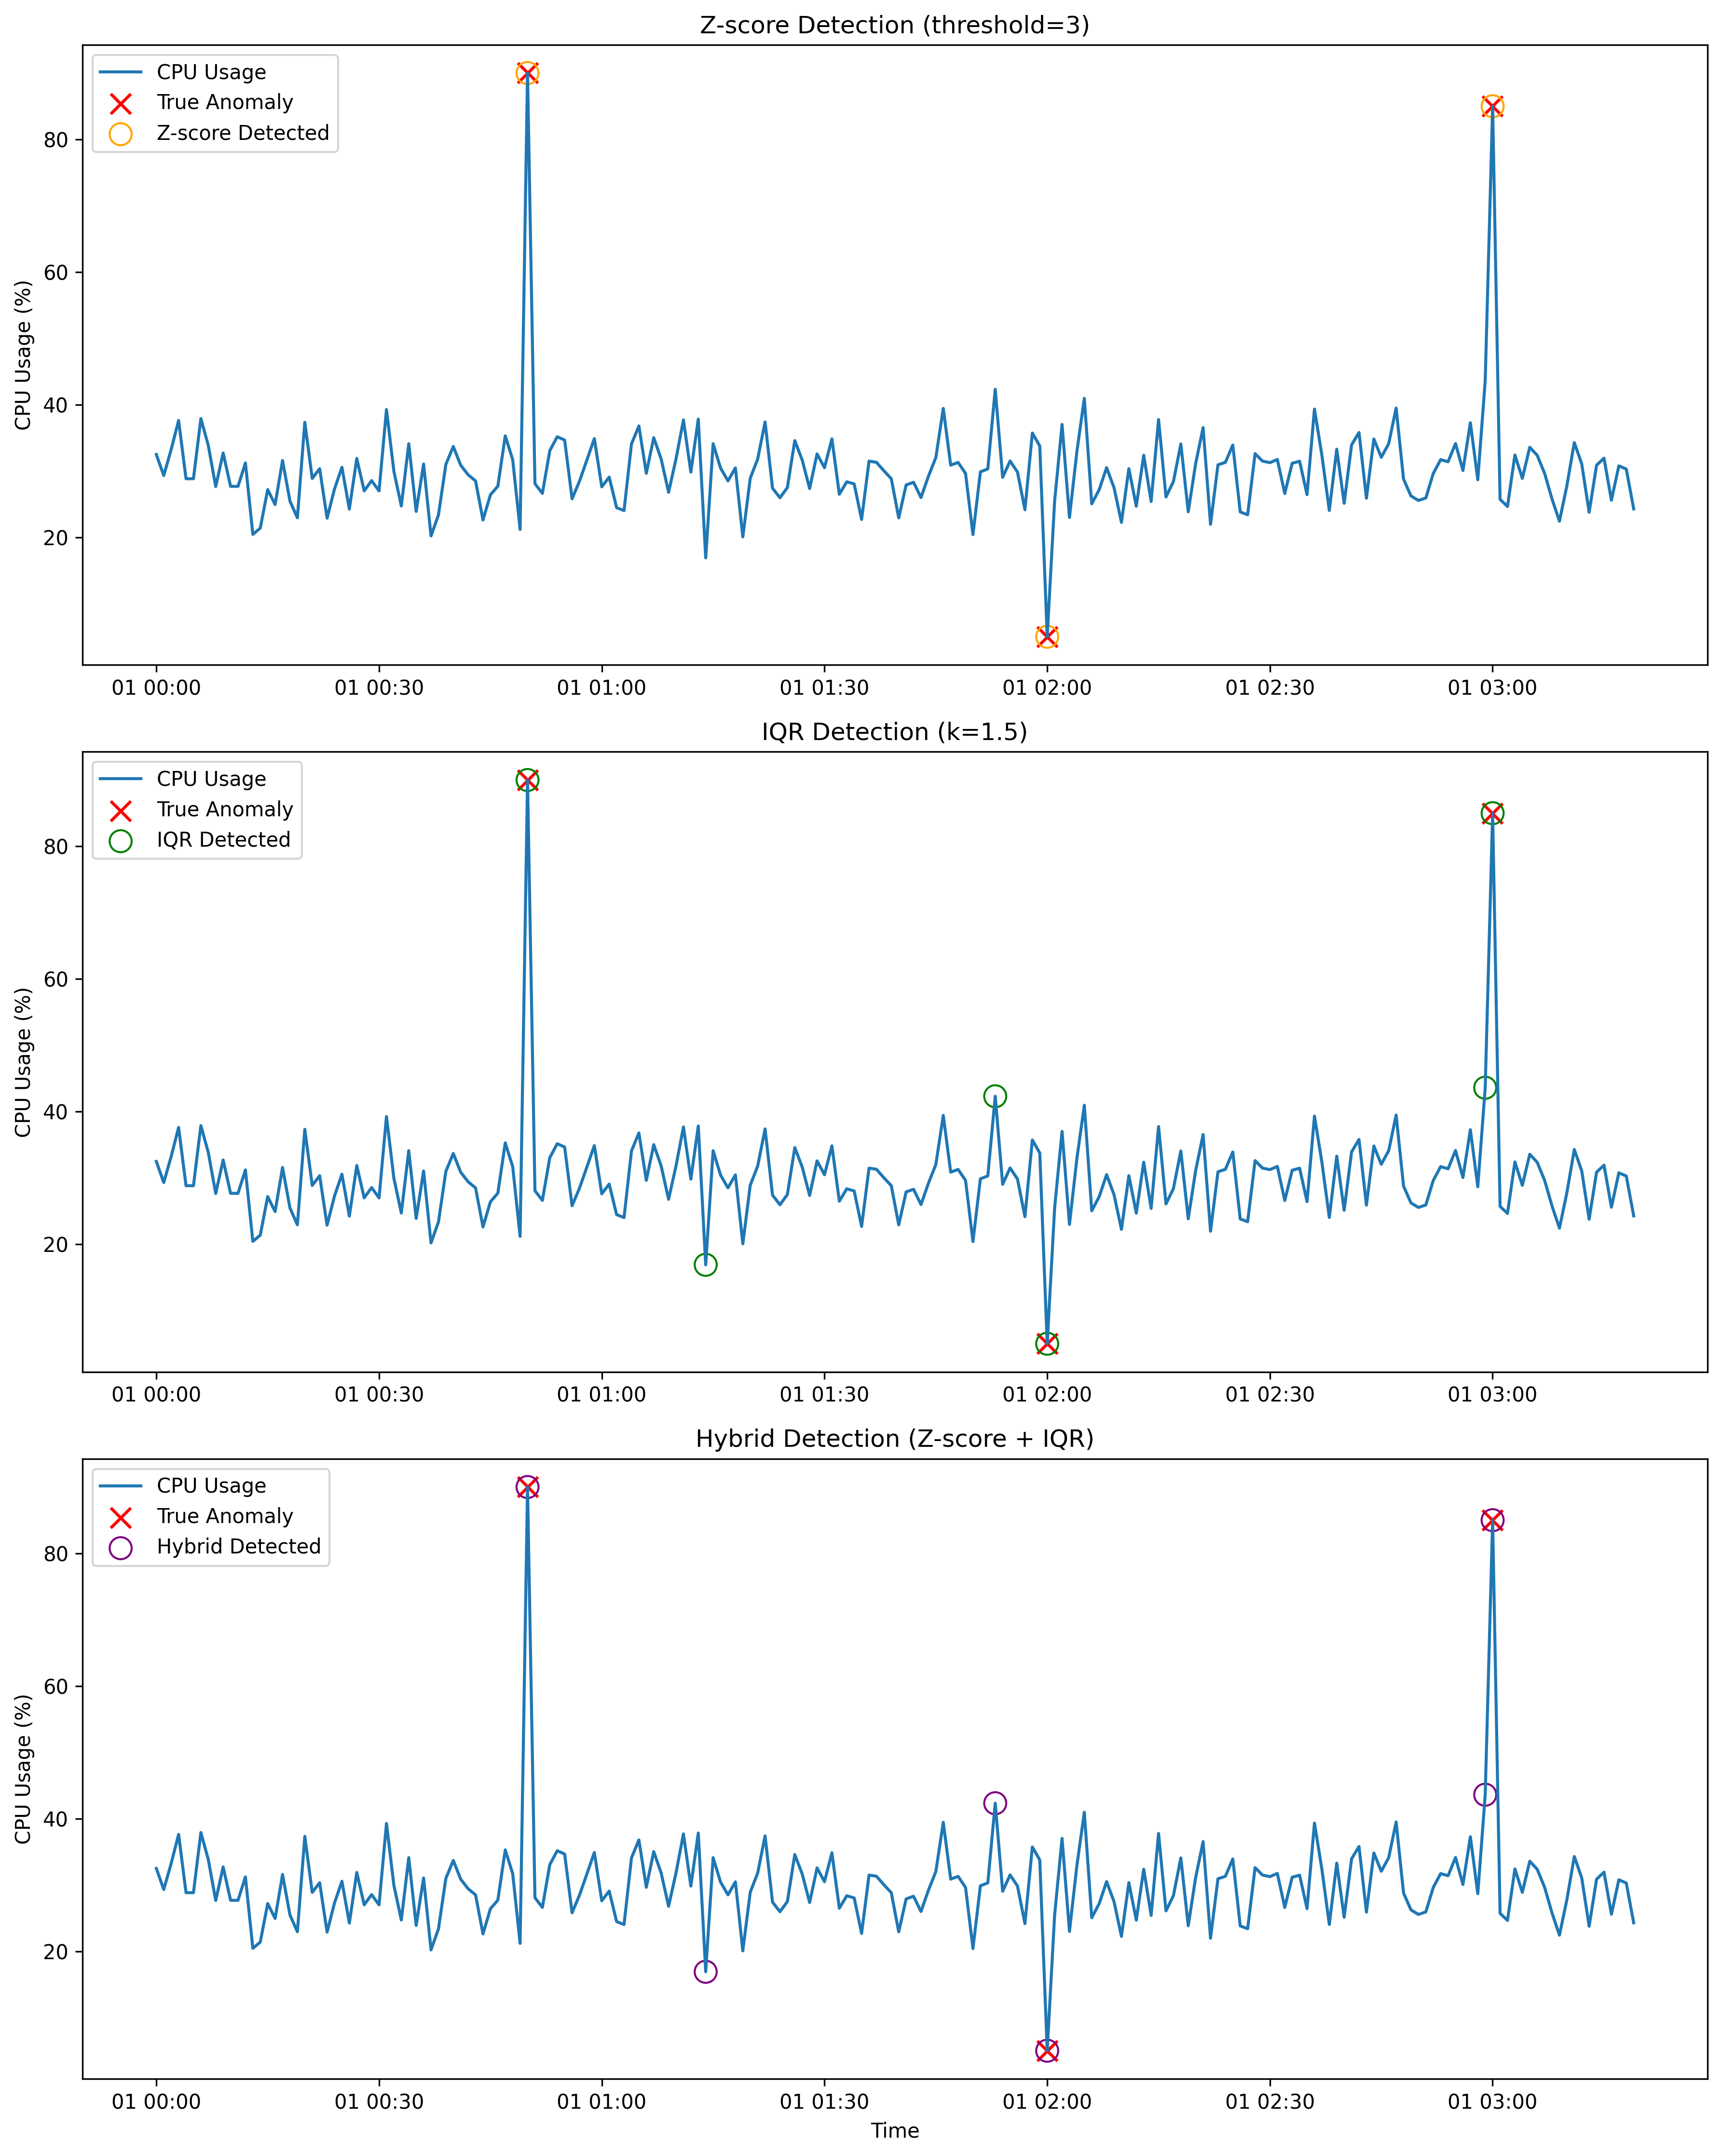 Z-score Detection (threshold=3)
CPU Usage
True Anomaly
Z-score Detected
CPU Usage (%)
80
60
40
20
01 00:00 01 00:30 01 01:00 01 01:30 01 02:00 01 02:30 01 03:00
IQR Detection (k=1.5)
CPU Usage
True Anomaly
IQR Detected
CPU Usage (%)
80
60
40
20
01 00:00 01 00:30 01 01:00 01 01:30 01 02:00 01 02:30 01 03:00
Hybrid Detection (Z-score + IQR)
CPU Usage
True Anomaly
Hybrid Detected
CPU Usage (%)
80
60
40
20
01 00:00 01 00:30 01 01:00 01 01:30 01 02:00 01 02:30 01 03:00
Time